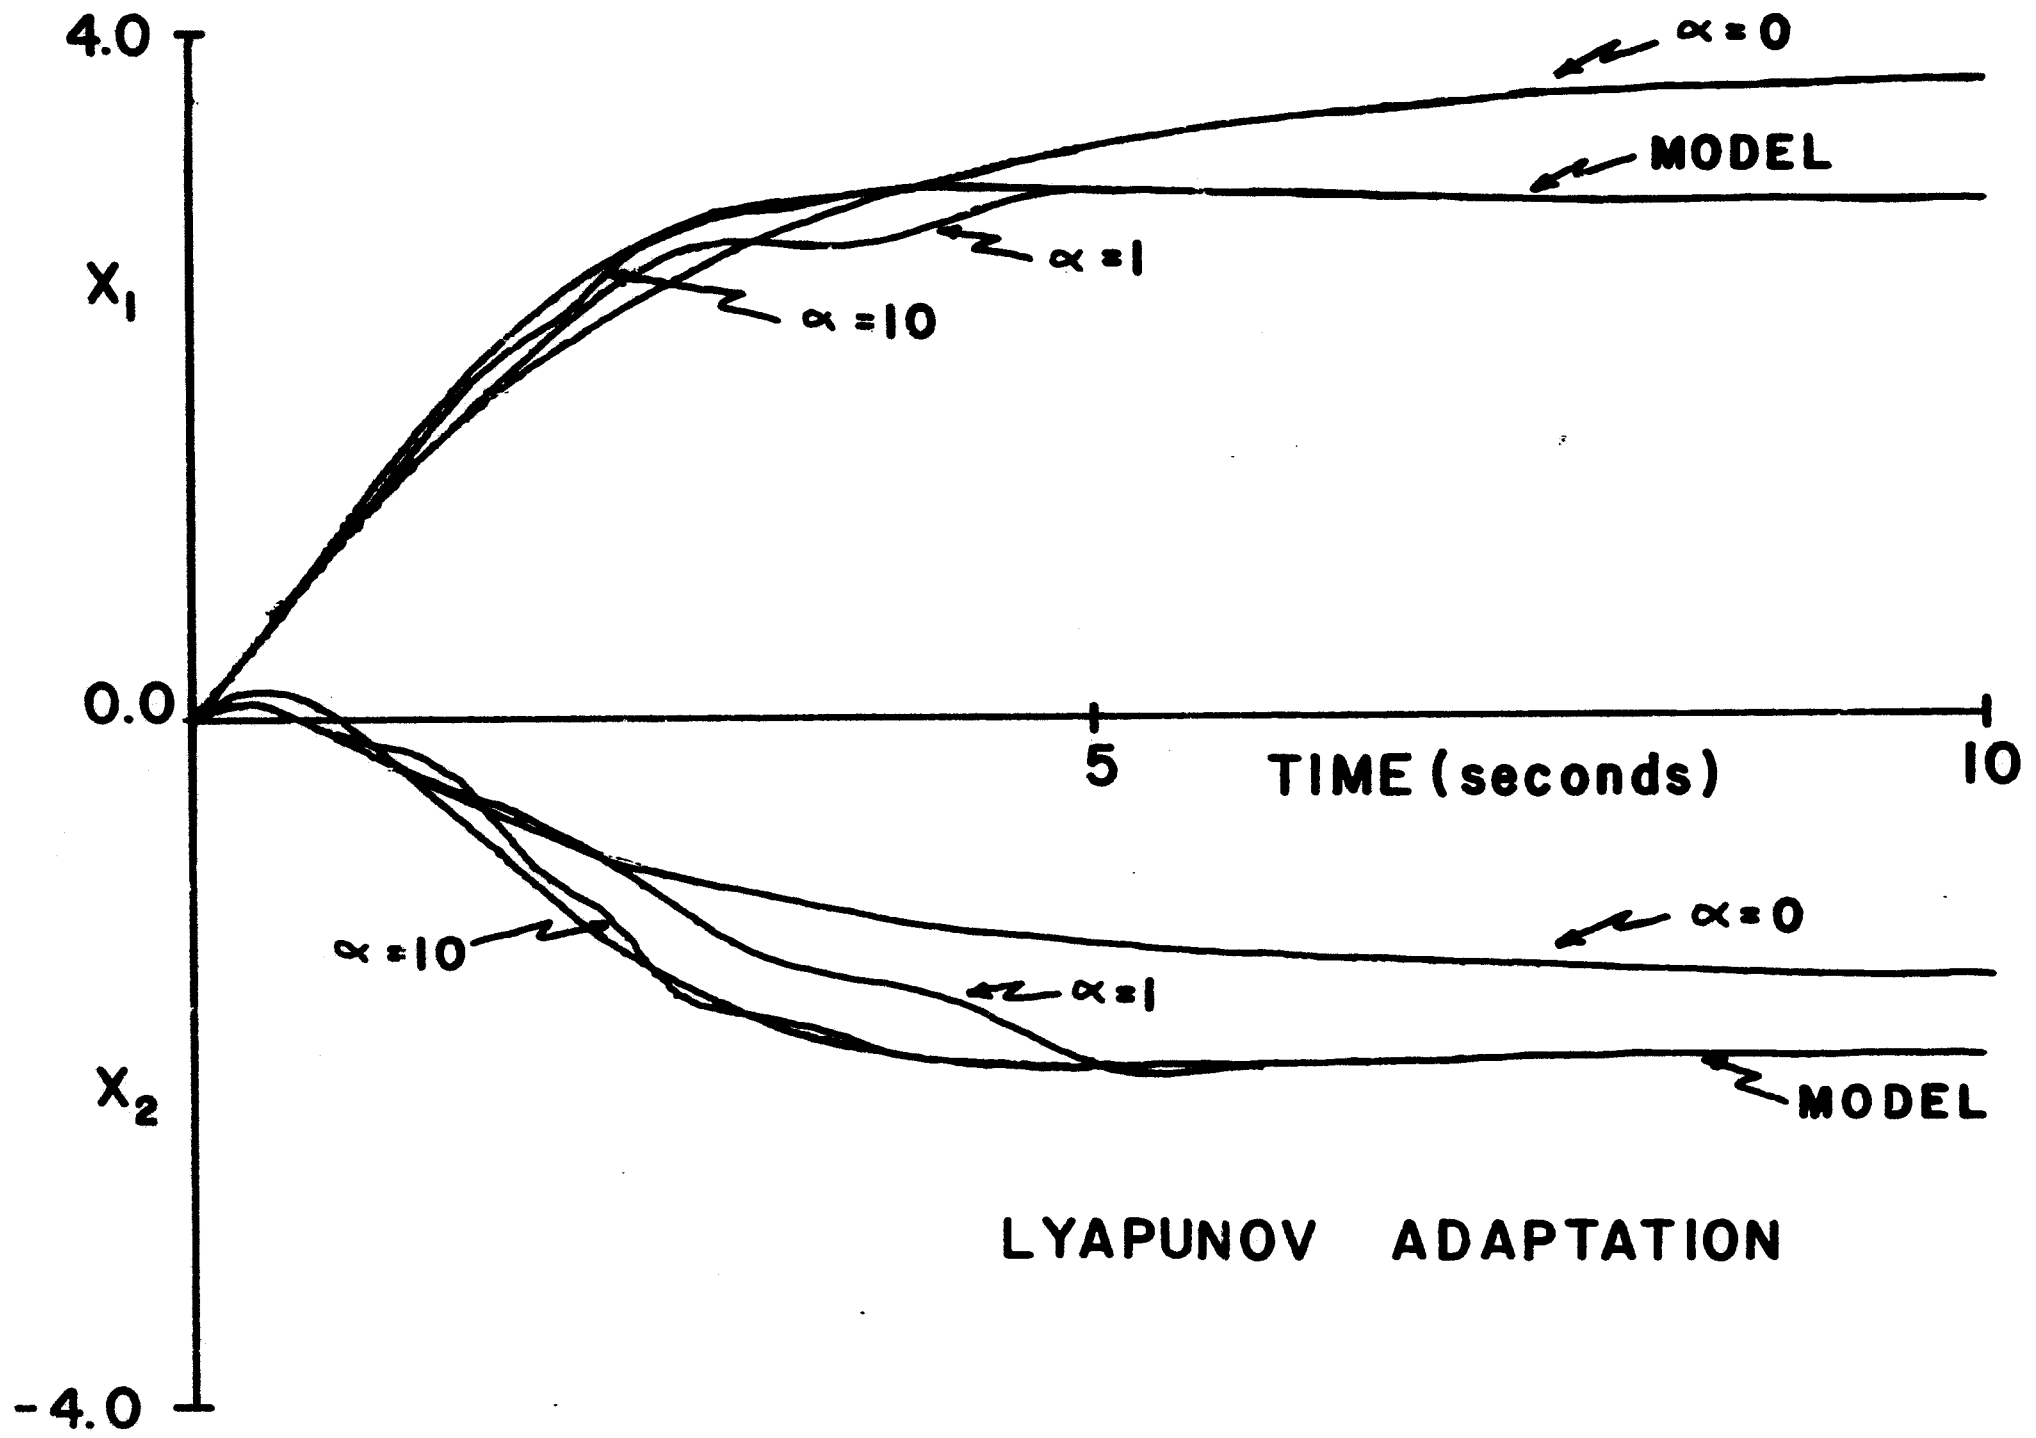 4.0
α=0
MODEL
X₁
α=1
α=10
0.0
5
10
TIME (seconds)
α=0
α=10
α=1
X₂
MODEL
LYAPUNOV ADAPTATION
-4.0